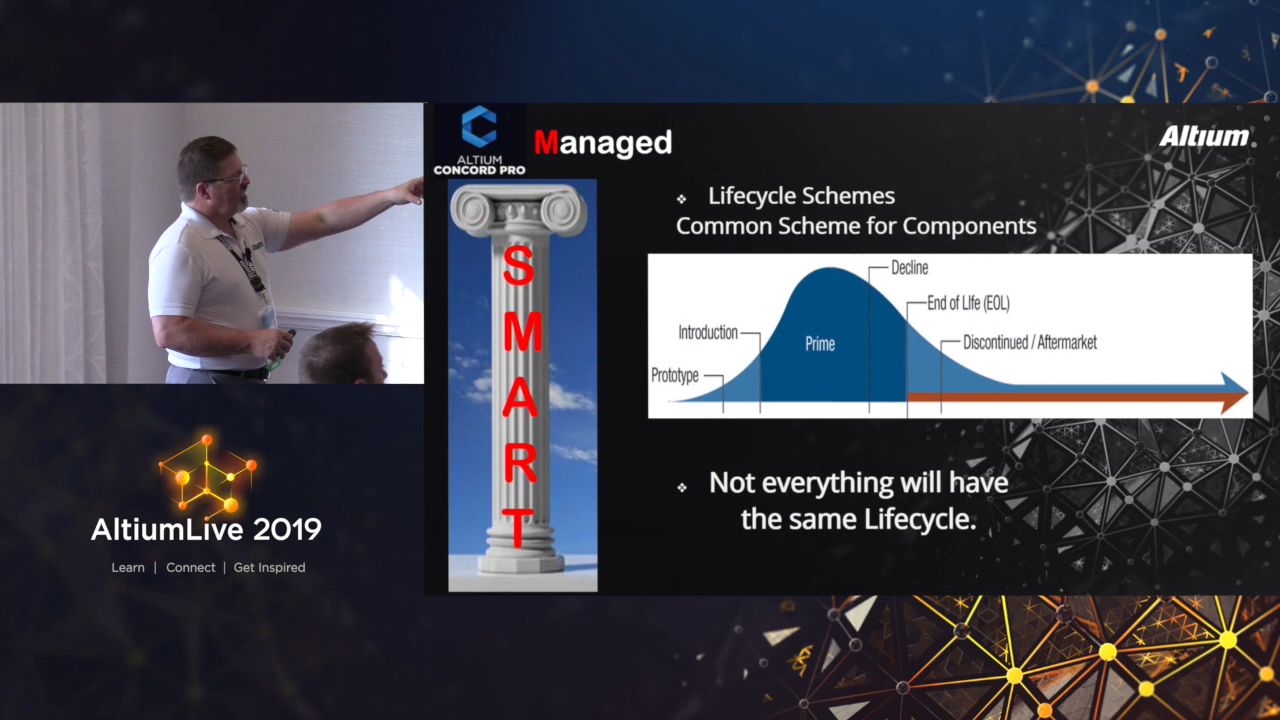 ALTIUM
CONCORD PRO
Managed
Altium
S
M
A
R
T
❖ Lifecycle Schemes
Common Scheme for Components
Decline
End of LIfe (EOL)
Introduction
Prime
Discontinued / Aftermarket
Prototype
❖ Not everything will have
the same Lifecycle.
AltiumLive 2019
Learn | Connect | Get Inspired